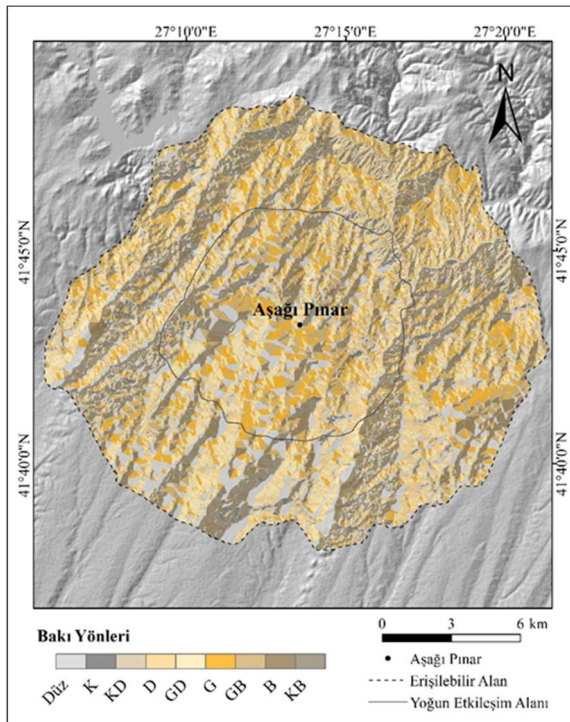 27°10'0"E 27°15'0"E 27°20'0"E
N
41°45'0"N 41°45'0"N
Aşağı Pınar
41°40'0"N 41°40'0"N
Bakı Yönleri
Düz K KD D GD G GB B KB
0 3 6 km
Aşağı Pınar
Erişilebilir Alan
Yoğun Etkileşim Alanı